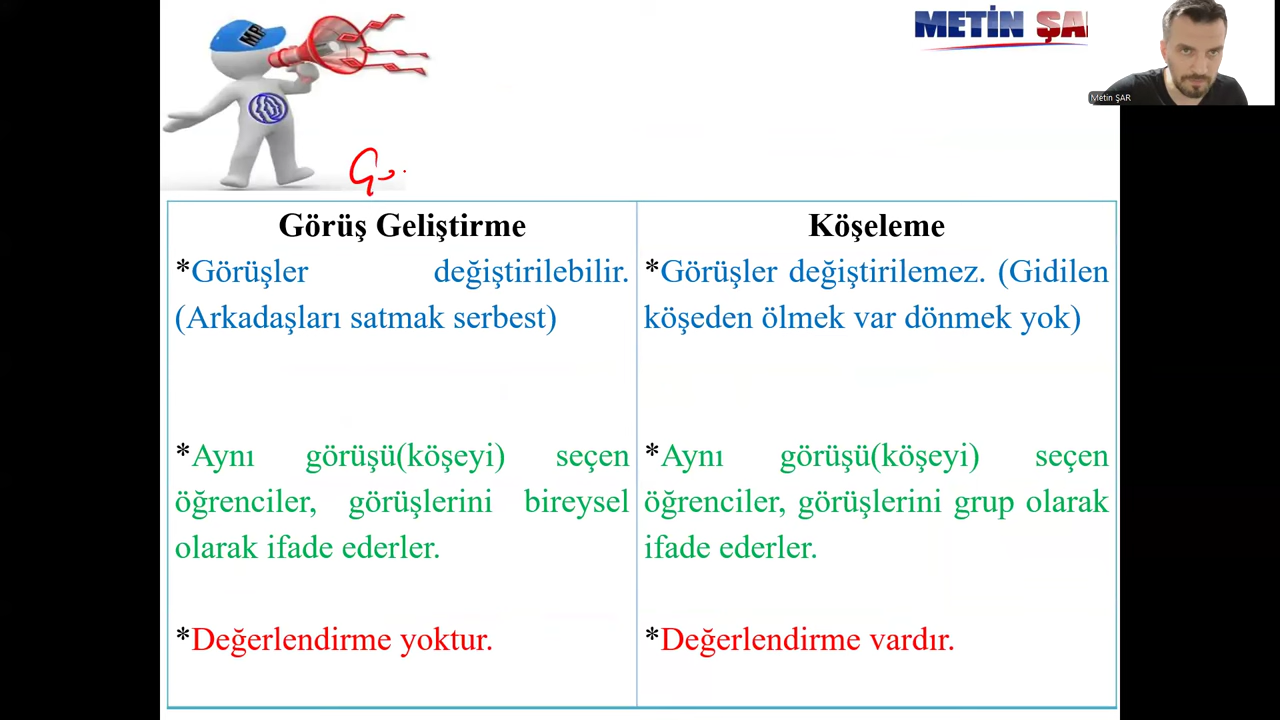 MP
METİN ŞA
Metin ŞAR
Görüş Geliştirme
*Görüşler değiştirilebilir.
(Arkadaşları satmak serbest)
*Aynı görüşü(köşeyi) seçen
öğrenciler, görüşlerini bireysel
olarak ifade ederler.
*Değerlendirme yoktur.
Köşeleme
*Görüşler değiştirilemez. (Gidilen
köşeden ölmek var dönmek yok)
*Aynı görüşü(köşeyi) seçen
öğrenciler, görüşlerini grup olarak
ifade ederler.
*Değerlendirme vardır.